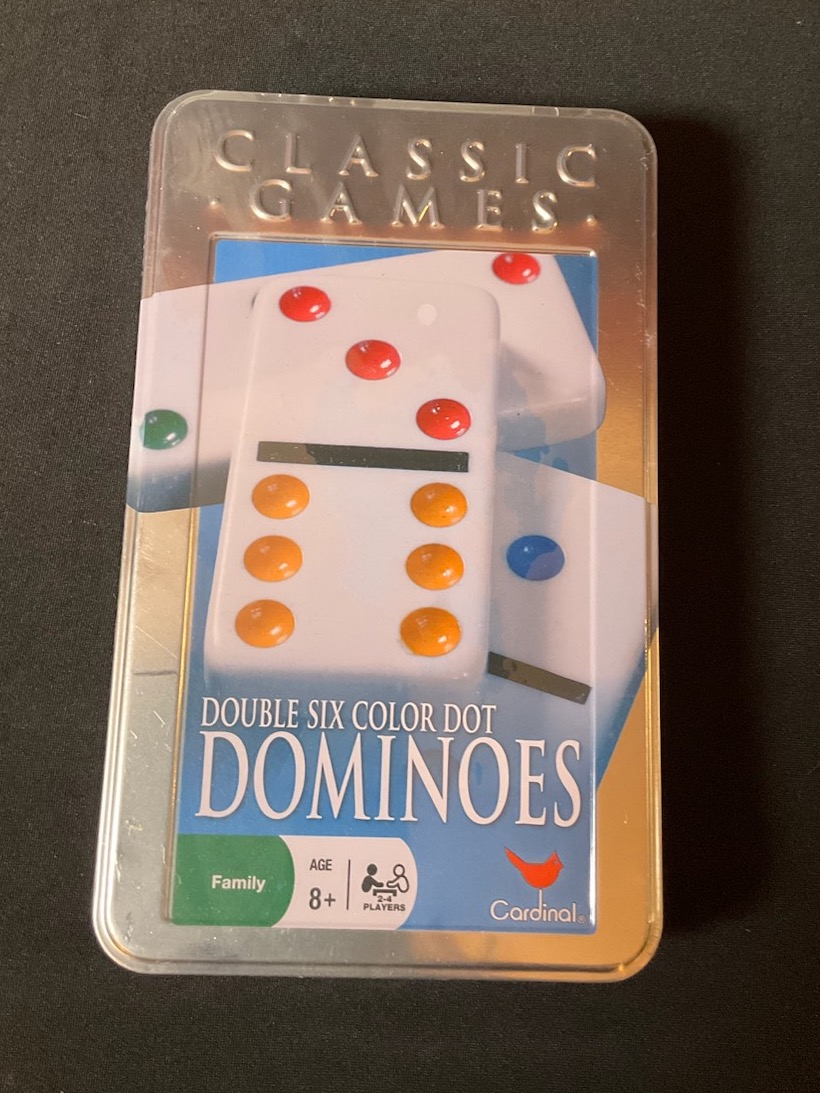 CLASSIC
· GAMES ·
DOUBLE SIX COLOR DOT
DOMINOES
Family
AGE
8+
2-4
PLAYERS
Cardinal®